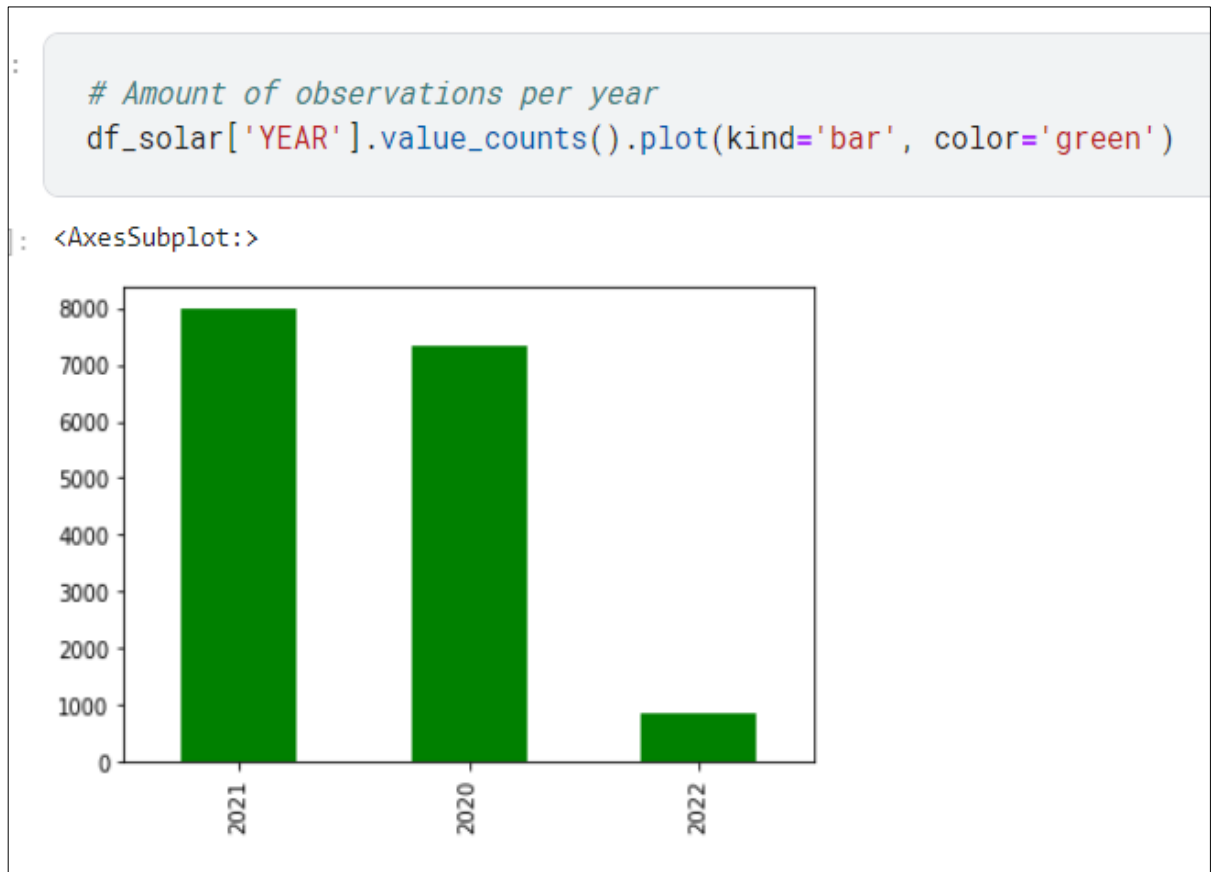 :
# Amount of observations per year
df_solar['YEAR'].value_counts().plot(kind='bar', color='green')
]: <AxesSubplot:>
8000
7000
6000
5000
4000
3000
2000
1000
0
2021 2020 2022